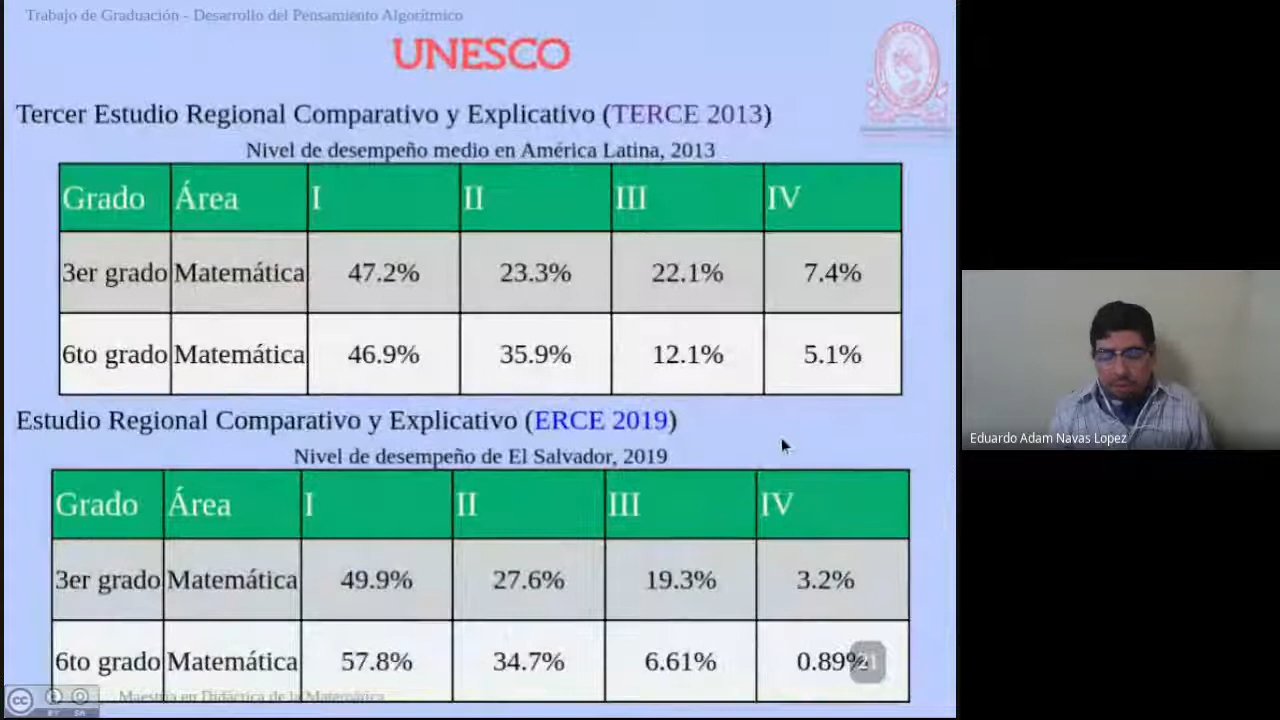 Trabajo de Graduación - Desarrollo del Pensamiento Algorítmico
UNESCO
Tercer Estudio Regional Comparativo y Explicativo (TERCE 2013)
Nivel de desempeño medio en América Latina, 2013
Grado Área I II III IV
3er grado Matemática 47.2% 23.3% 22.1% 7.4%
6to grado Matemática 46.9% 35.9% 12.1% 5.1%
Estudio Regional Comparativo y Explicativo (ERCE 2019)
Nivel de desempeño de El Salvador, 2019
Grado Área I II III IV
3er grado Matemática 49.9% 27.6% 19.3% 3.2%
6to grado Matemática 57.8% 34.7% 6.61% 0.89%
21
cc BY SA
Maestría en Didáctica de la Matemática
Eduardo Adam Navas Lopez